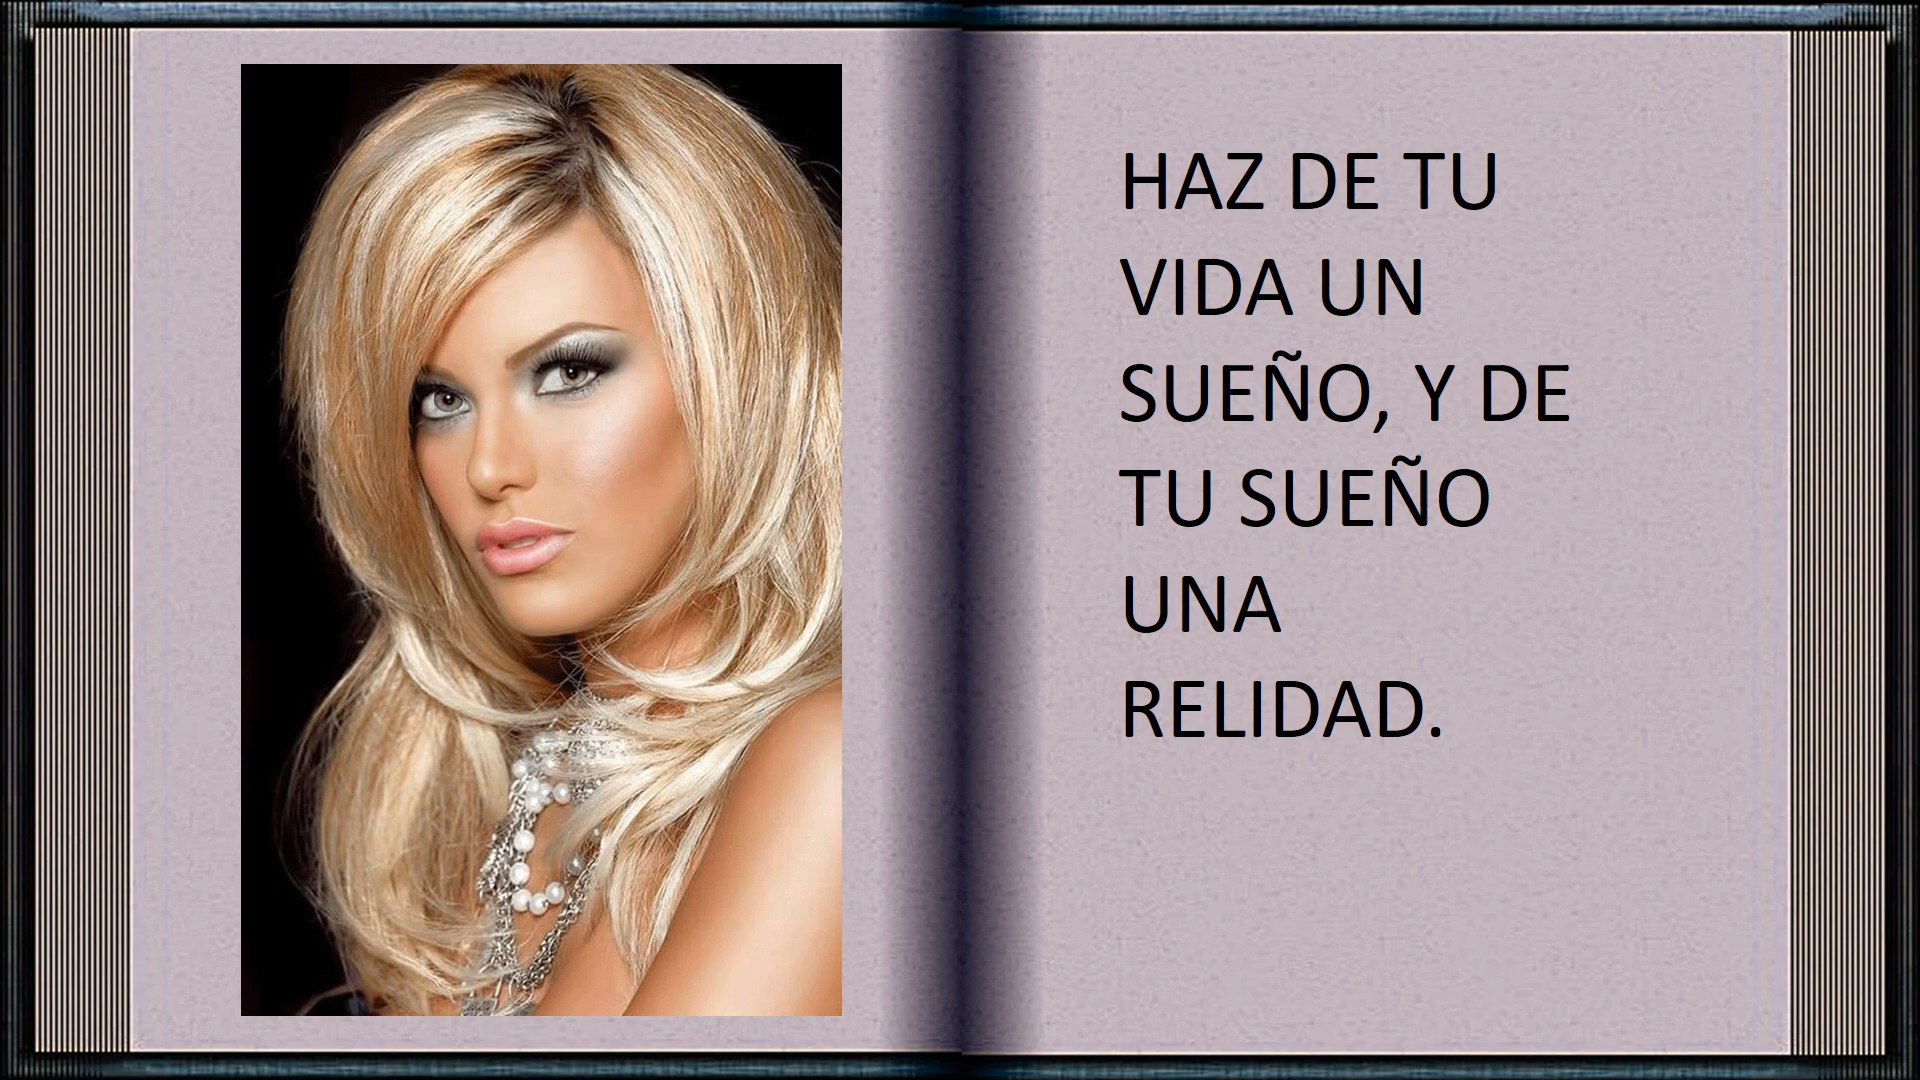 HAZ DE TU
VIDA UN
SUEÑO, Y DE
TU SUEÑO
UNA
RELIDAD.